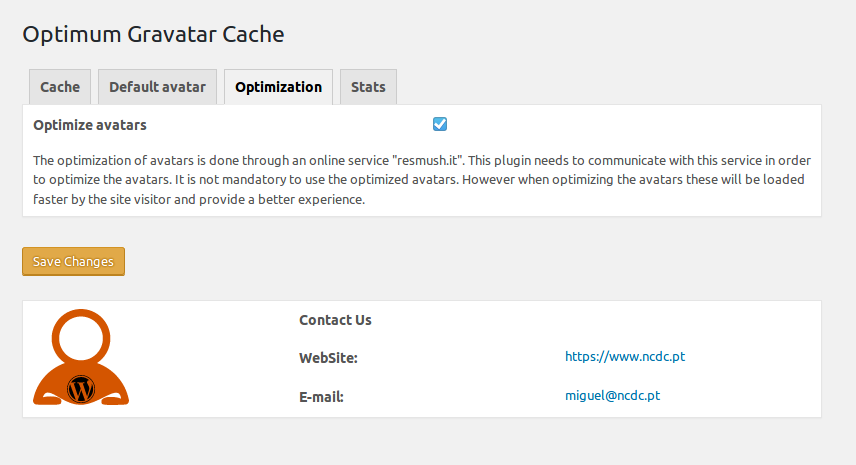 Optimum Gravatar Cache
Cache Default avatar Optimization Stats
Optimize avatars
The optimization of avatars is done through an online service "resmush.it". This plugin needs to communicate with this service in order
to optimize the avatars. It is not mandatory to use the optimized avatars. However when optimizing the avatars these will be loaded
faster by the site visitor and provide a better experience.
Save Changes
Contact Us
WebSite: https://www.ncdc.pt
E-mail: miguel@ncdc.pt